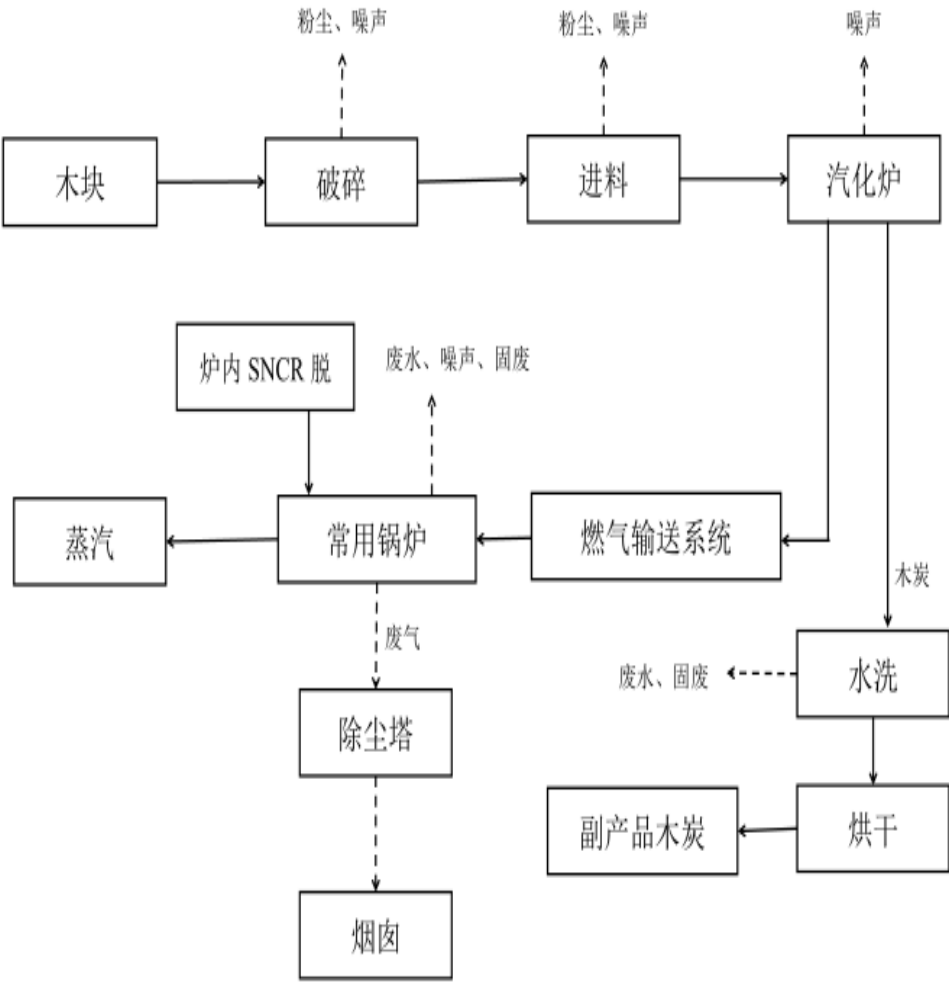 粉尘、噪声
粉尘、噪声
噪声
木块
破碎
进料
汽化炉
炉内 SNCR 脱
废水、噪声、固废
蒸汽
常用锅炉
燃气输送系统
木炭
废气
废水、固废
水洗
除尘塔
副产品木炭
烘干
烟囱